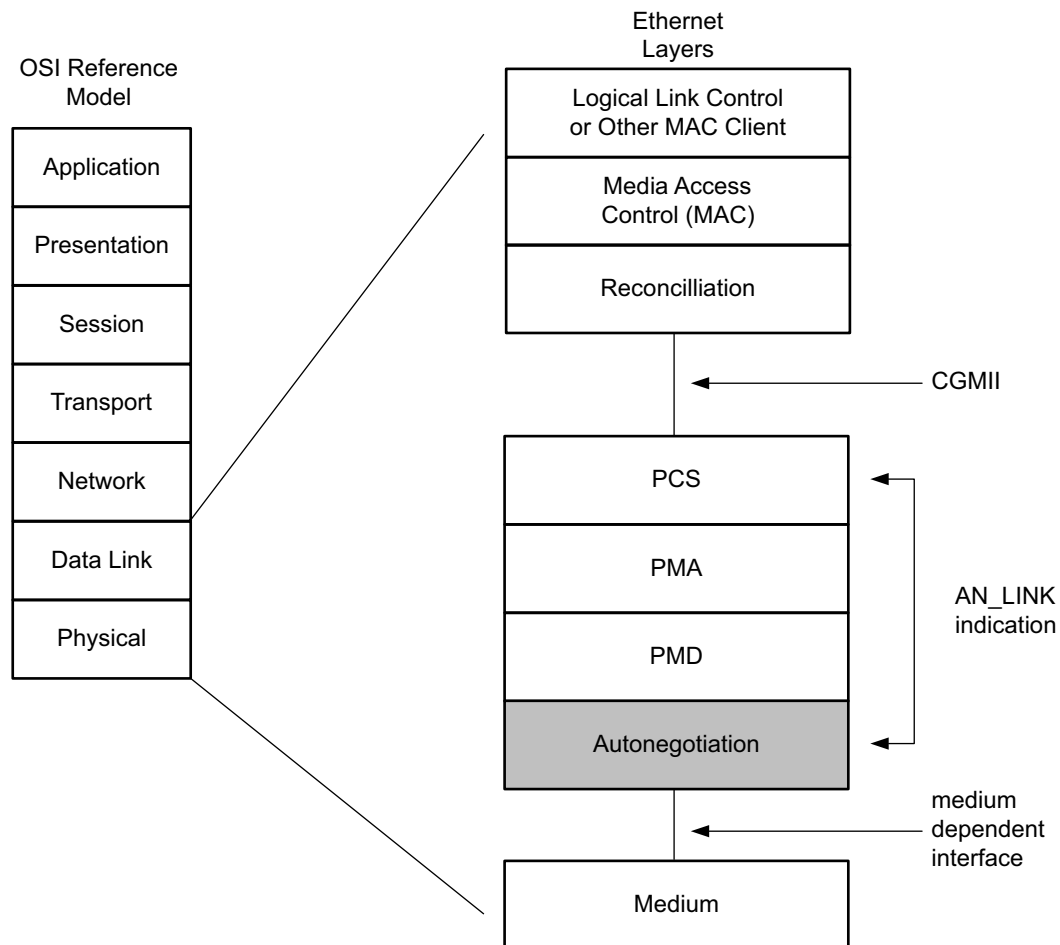 OSI Reference
Model
Application
Presentation
Session
Transport
Network
Data Link
Physical
Ethernet
Layers
Logical Link Control
or Other MAC Client
Media Access
Control (MAC)
Reconcilliation
CGMII
PCS
PMA
PMD
Autonegotiation
AN_LINK
indication
medium
dependent
interface
Medium